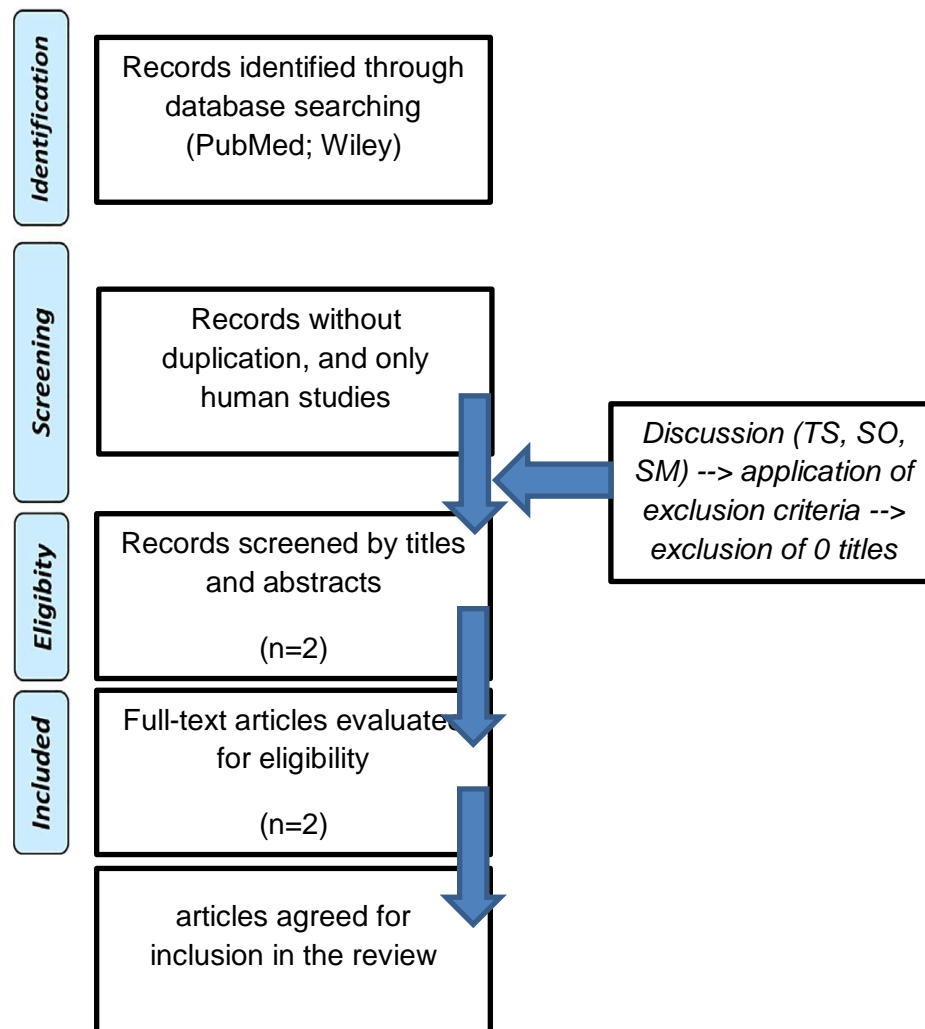 Identification
Records identified through
database searching
(PubMed; Wiley)
Screening
Records without
duplication, and only
human studies
Discussion (TS, SO,
SM) --> application of
exclusion criteria -->
exclusion of 0 titles
Eligibity
Records screened by titles
and abstracts
(n=2)
Included
Full-text articles evaluated
for eligibility
(n=2)
articles agreed for
inclusion in the review